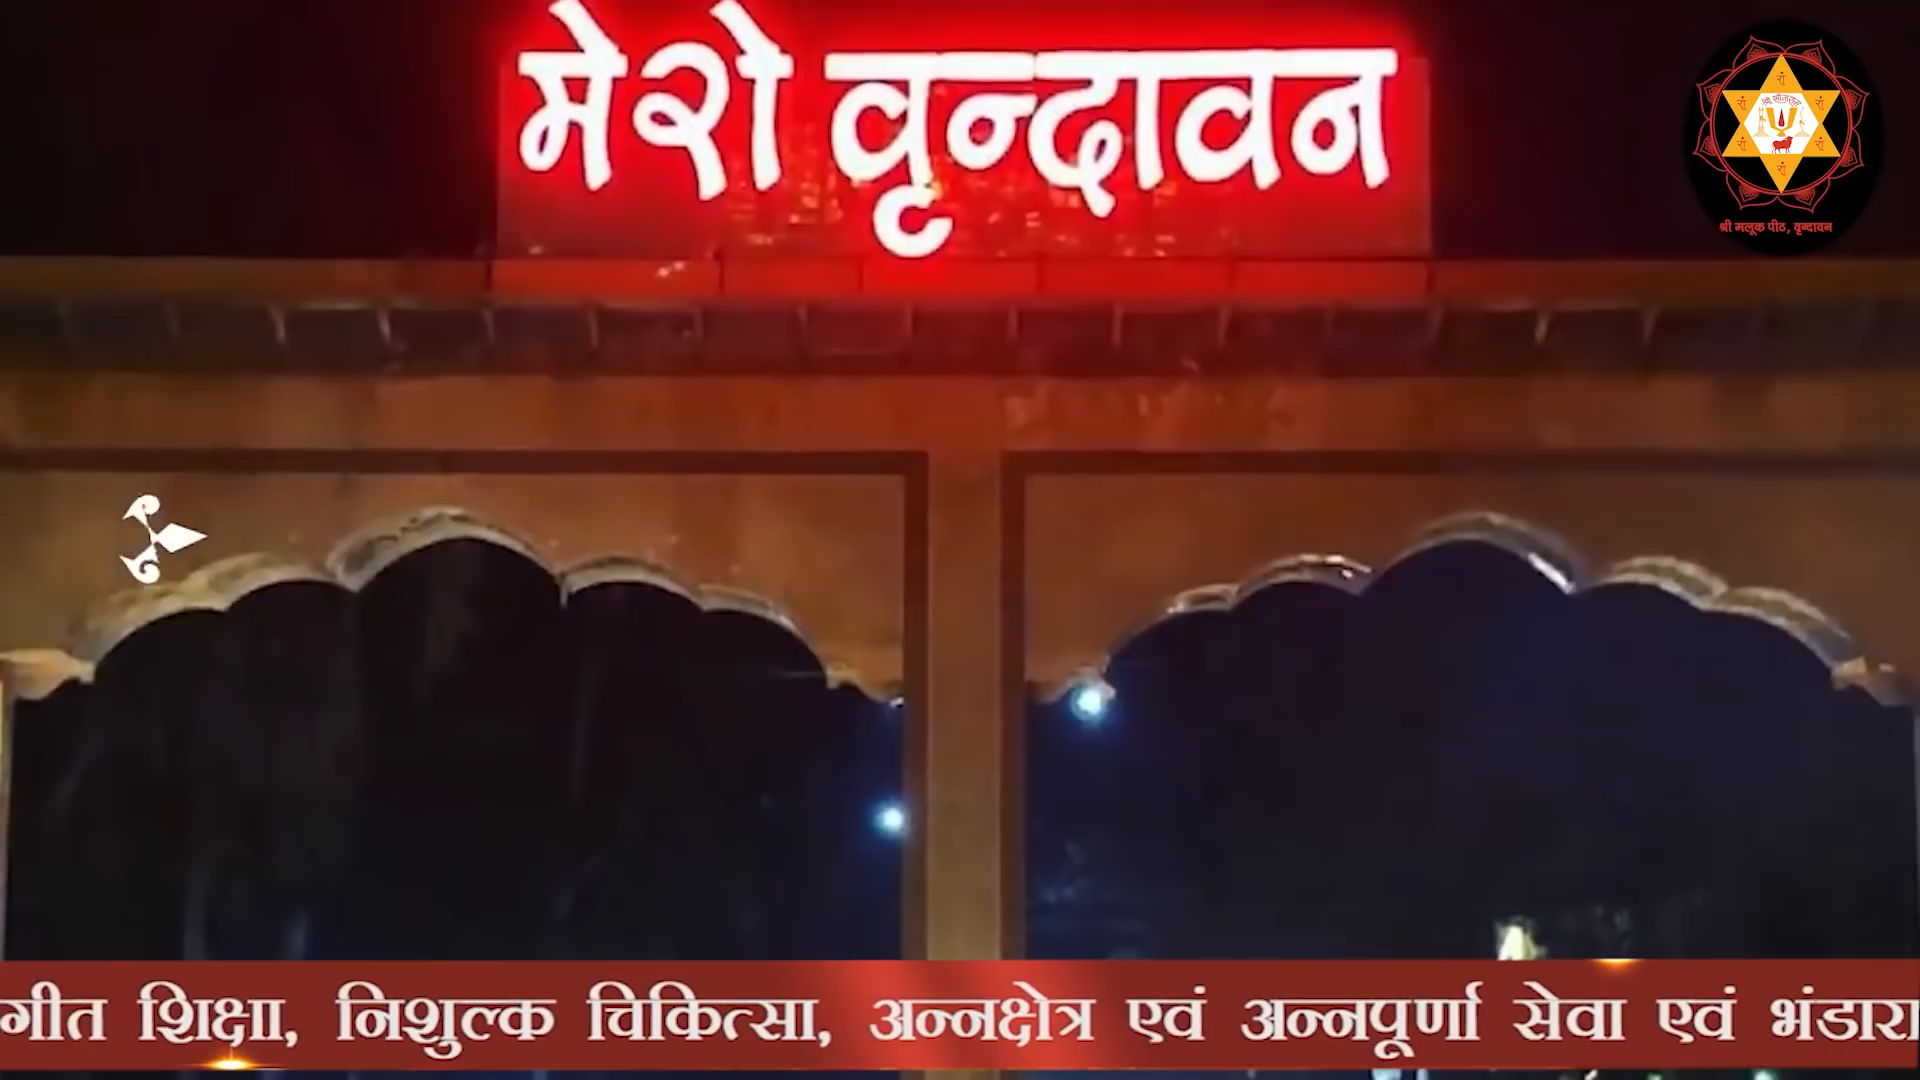 मेरो वृन्दावन
श्री सीताराम
रां
रां
रां
रां
रां
रां
श्री मलूक पीठ, वृन्दावन
गीत शिक्षा, निशुल्क चिकित्सा, अन्नक्षेत्र एवं अन्नपूर्णा सेवा एवं भंडारा